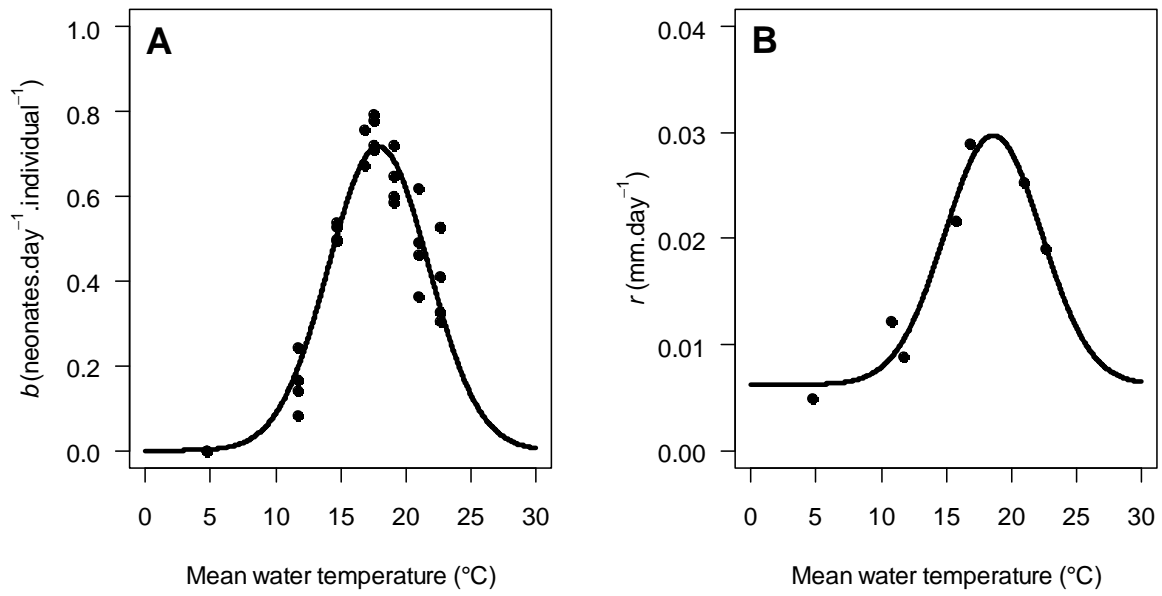 A
b (neonates.day⁻¹.individual⁻¹)
1.0
0.8
0.6
0.4
0.2
0.0
0 5 10 15 20 25 30
Mean water temperature (°C)
B
r (mm.day⁻¹)
0.04
0.03
0.02
0.01
0.00
0 5 10 15 20 25 30
Mean water temperature (°C)